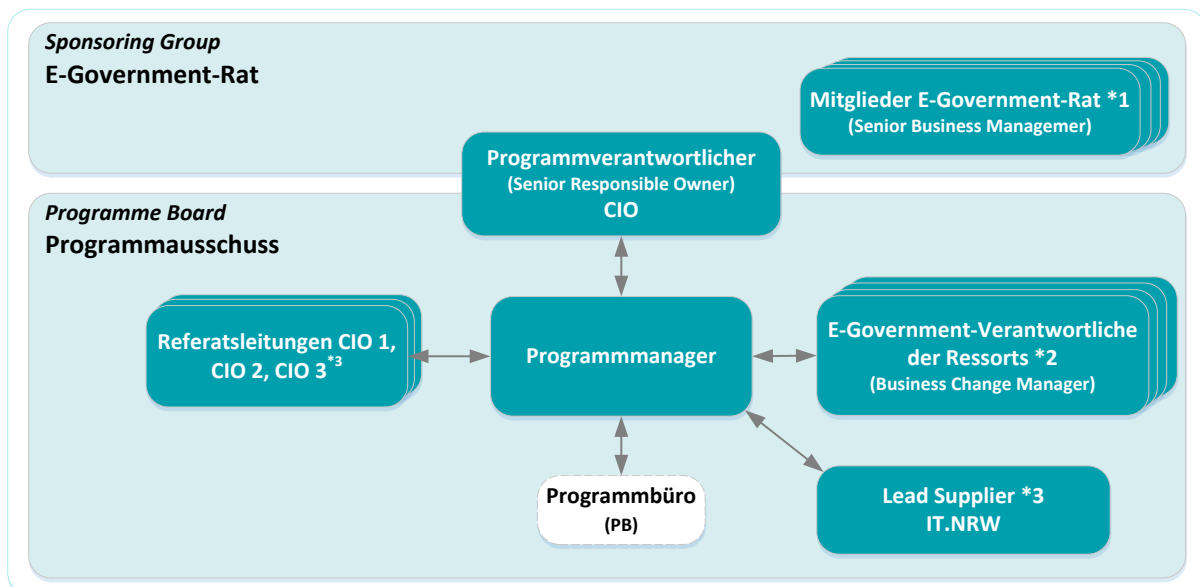 Sponsoring Group
E-Government-Rat
Mitglieder E-Government-Rat *1
(Senior Business Managemer)
Programmverantwortlicher
(Senior Responsible Owner)
CIO
Programme Board
Programmausschuss
Referatsleitungen CIO 1,
CIO 2, CIO 3*3
Programmmanager
E-Government-Verantwortliche
der Ressorts *2
(Business Change Manager)
Programmbüro
(PB)
Lead Supplier *3
IT.NRW